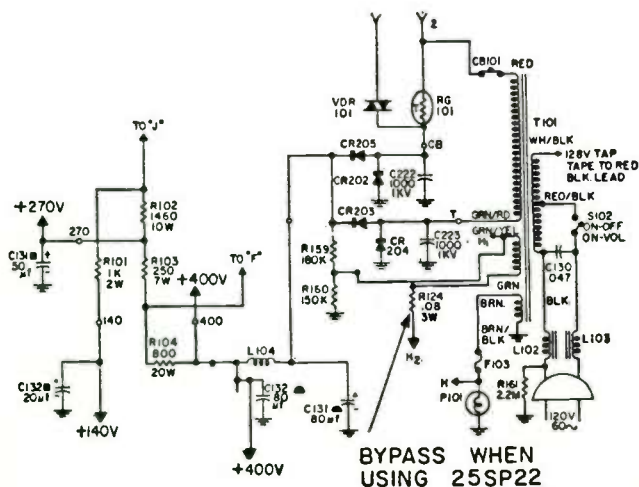 2
CB101
RED
VDR
101
RG
101
T101
TO "J"
WH/BLK
CR205
C8
128V TAP
TAPE TO RED
BLK. LEAD
CR202
C222
1000
1KV
RED/BLK
+270V
R102
1460
10W
CR203
T
GRN/RD
S102
ON-OFF
ON-VOL
270
GRN/YEL
H1
C131
50
µf
R101
1K
2W
R103
250
7W
TO "F"
R159
180K
CR
204
C223
1000
1KV
C130
.047
+400V
GRN
R160
150K
R124
.08
3W
BRN.
BLK
140
R104
800
20W
400
L104
BRN/
BLK
L102
L103
H2
F103
C132
20µf
C132
80
µf
C131
80µf
H
P101
R161
2.2M
+140V
120V
60~
+400V
BYPASS WHEN
USING 25SP22